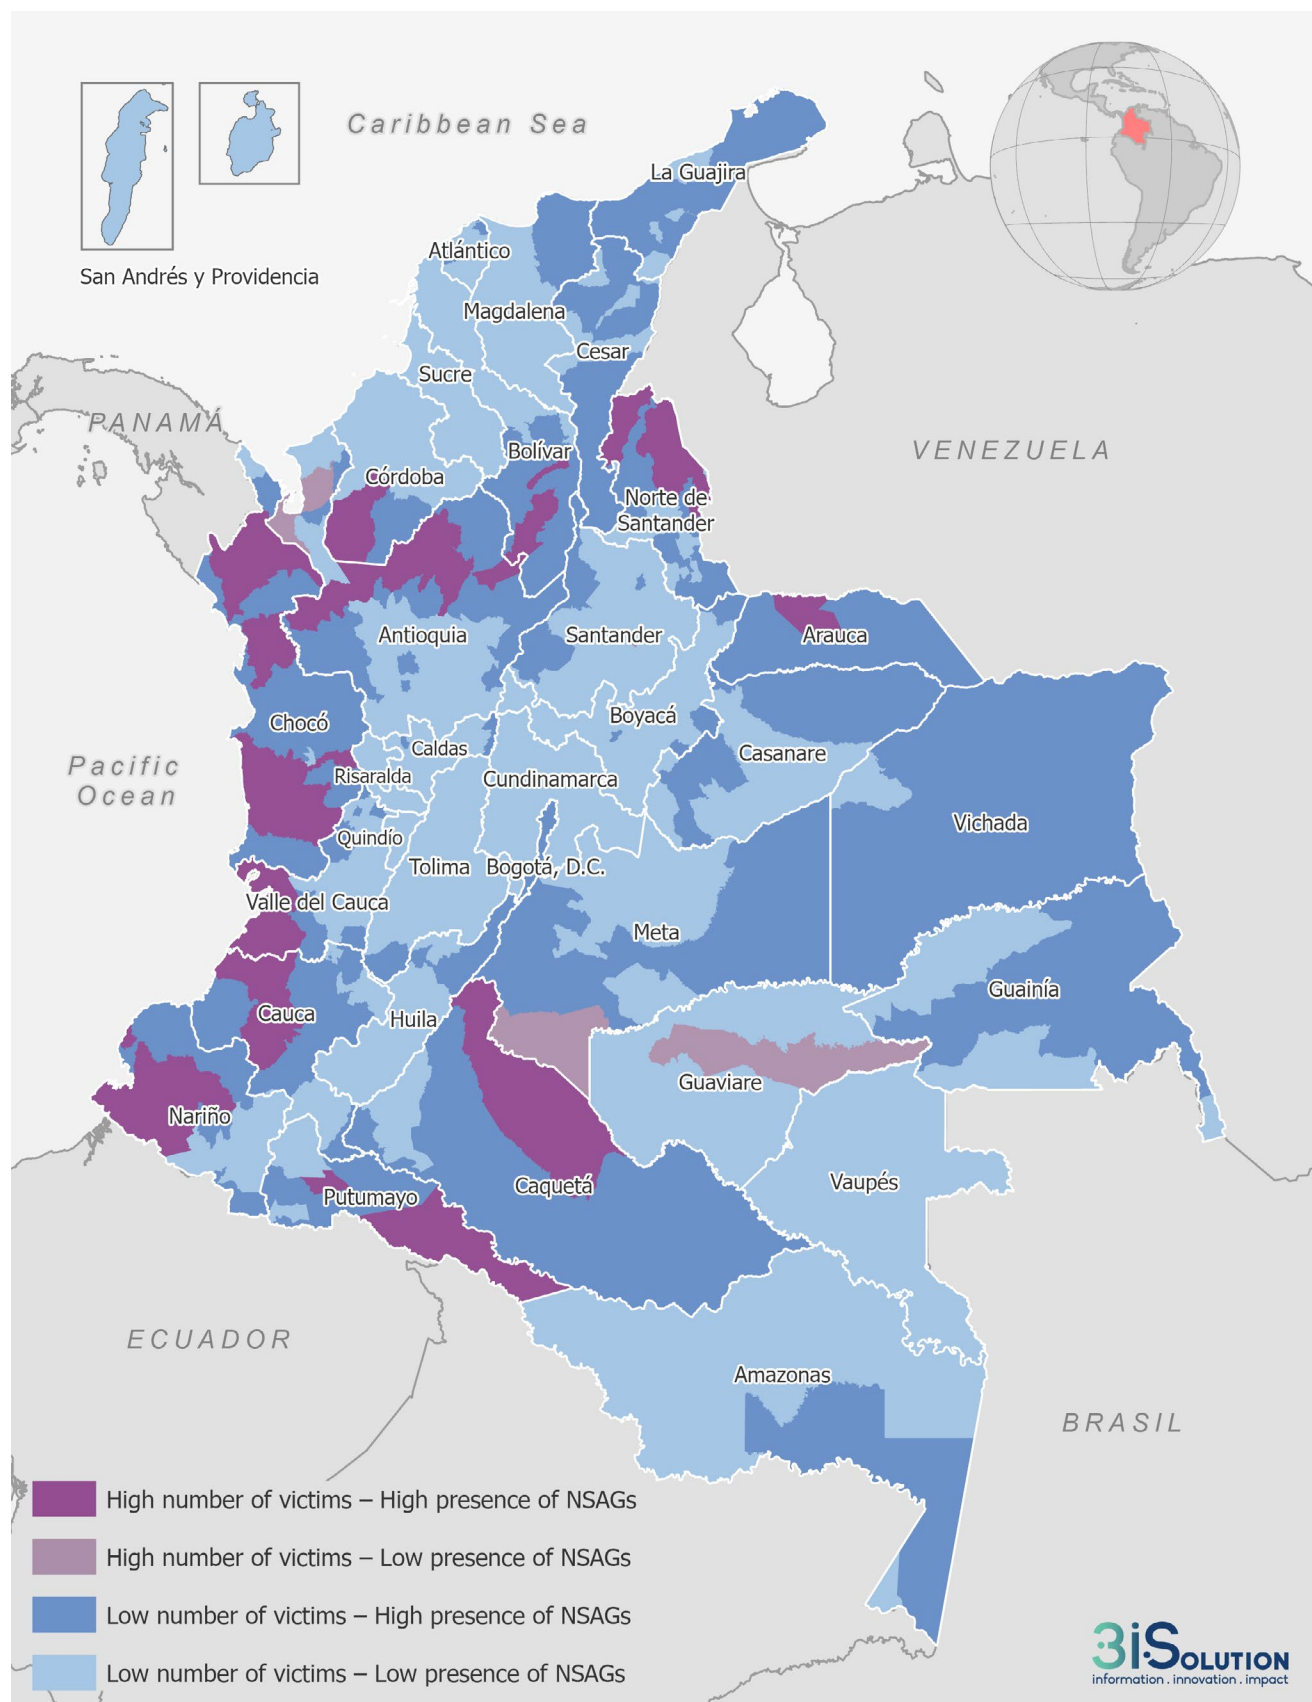 Caribbean Sea
La Guajira
Atlántico
San Andrés y Providencia
Magdalena
Cesar
Sucre
PANAMÁ
VENEZUELA
Bolívar
Córdoba
Norte de
Santander
Antioquia
Santander
Arauca
Chocó
Boyacá
Caldas
Casanare
Pacific
Ocean
Risaralda
Cundinamarca
Vichada
Quindío
Tolima
Bogotá, D.C.
Valle del Cauca
Meta
Guainía
Cauca
Huila
Guaviare
Nariño
Caquetá
Vaupés
Putumayo
ECUADOR
Amazonas
BRASIL
High number of victims – High presence of NSAGs
High number of victims – Low presence of NSAGs
Low number of victims – High presence of NSAGs
Low number of victims – Low presence of NSAGs
3iSOLUTION
information . innovation . impact